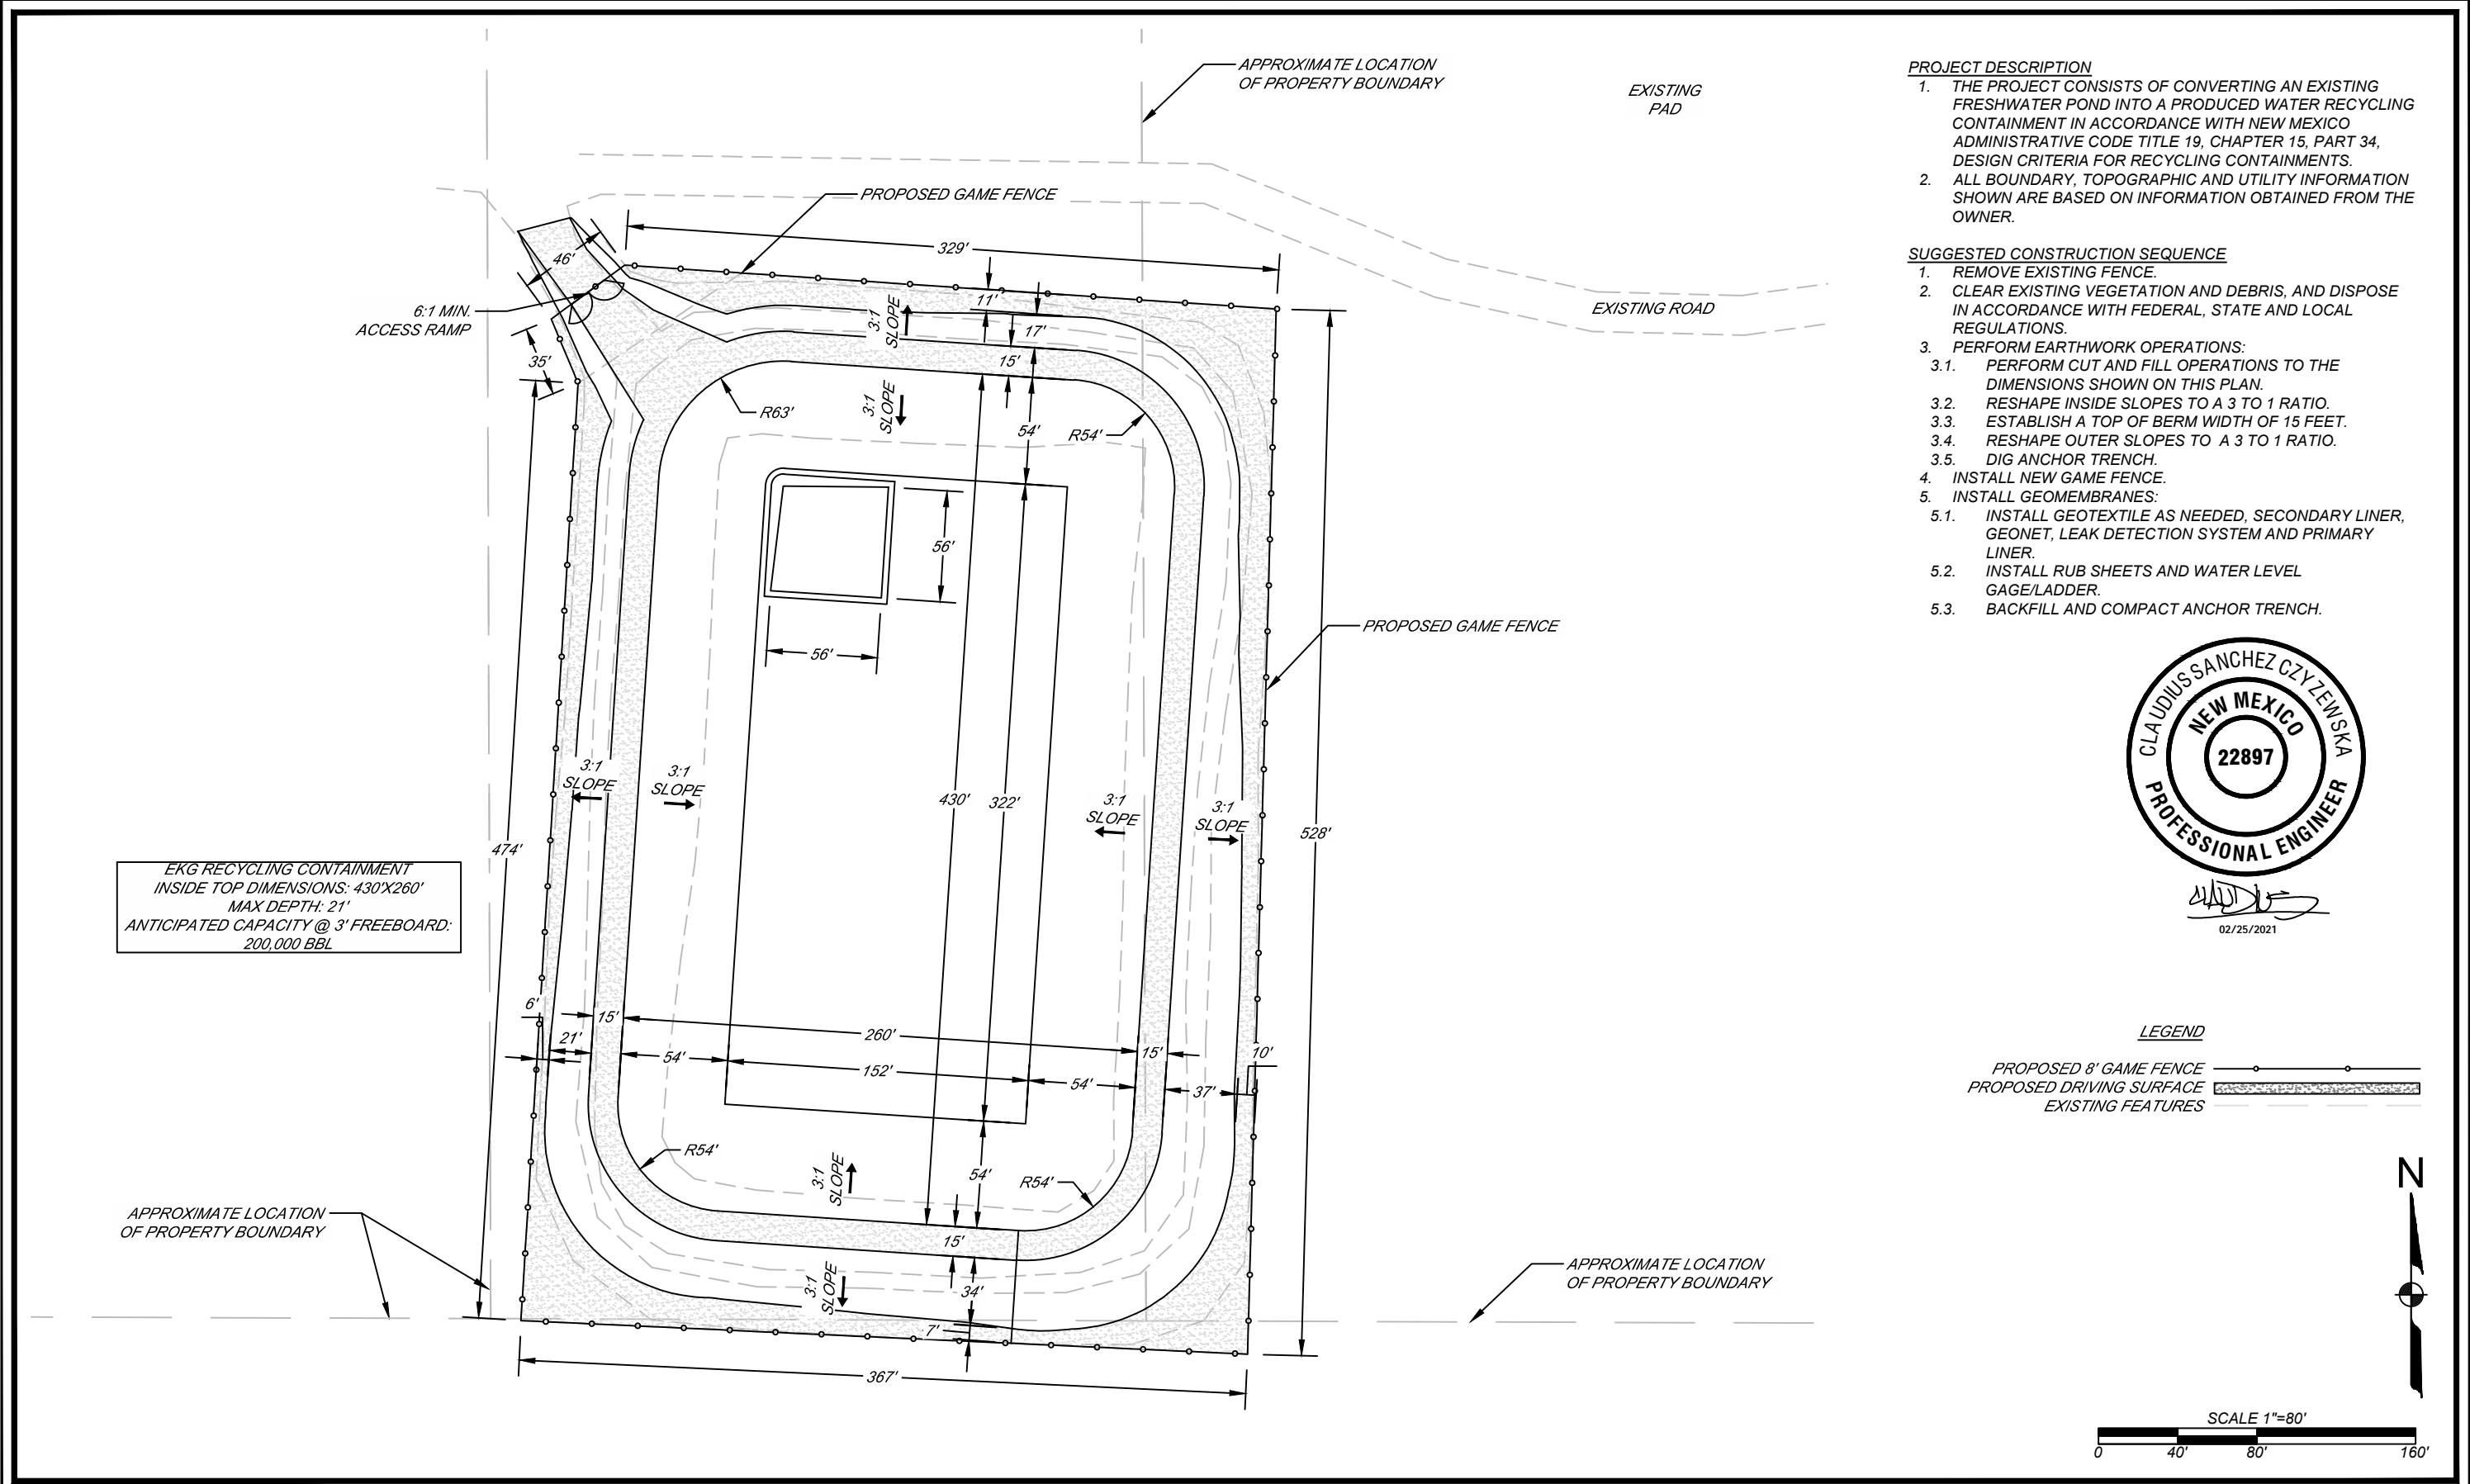 APPROXIMATE LOCATION
OF PROPERTY BOUNDARY
EXISTING
PAD
PROPOSED GAME FENCE
329'
46'
6:1 MIN.
ACCESS RAMP
35'
11'
3:1
SLOPE
17'
15'
EXISTING ROAD
R63'
3:1
SLOPE
54'
R54'
56'
56'
PROPOSED GAME FENCE
3:1
SLOPE
3:1
SLOPE
430'
322'
3:1
SLOPE
3:1
SLOPE
528'
474'
EKG RECYCLING CONTAINMENT
INSIDE TOP DIMENSIONS: 430'X260'
MAX DEPTH: 21'
ANTICIPATED CAPACITY @ 3' FREEBOARD:
200,000 BBL
6'
15'
21'
260'
54'
152'
54'
15'
10'
37'
R54'
3:1
SLOPE
54'
R54'
15'
APPROXIMATE LOCATION
OF PROPERTY BOUNDARY
3:1
SLOPE
34'
7'
APPROXIMATE LOCATION
OF PROPERTY BOUNDARY
367'
PROJECT DESCRIPTION
1. THE PROJECT CONSISTS OF CONVERTING AN EXISTING
FRESHWATER POND INTO A PRODUCED WATER RECYCLING
CONTAINMENT IN ACCORDANCE WITH NEW MEXICO
ADMINISTRATIVE CODE TITLE 19, CHAPTER 15, PART 34,
DESIGN CRITERIA FOR RECYCLING CONTAINMENTS.
2. ALL BOUNDARY, TOPOGRAPHIC AND UTILITY INFORMATION
SHOWN ARE BASED ON INFORMATION OBTAINED FROM THE
OWNER.
SUGGESTED CONSTRUCTION SEQUENCE
1. REMOVE EXISTING FENCE.
2. CLEAR EXISTING VEGETATION AND DEBRIS, AND DISPOSE
IN ACCORDANCE WITH FEDERAL, STATE AND LOCAL
REGULATIONS.
3. PERFORM EARTHWORK OPERATIONS:
3.1. PERFORM CUT AND FILL OPERATIONS TO THE
DIMENSIONS SHOWN ON THIS PLAN.
3.2. RESHAPE INSIDE SLOPES TO A 3 TO 1 RATIO.
3.3. ESTABLISH A TOP OF BERM WIDTH OF 15 FEET.
3.4. RESHAPE OUTER SLOPES TO A 3 TO 1 RATIO.
3.5. DIG ANCHOR TRENCH.
4. INSTALL NEW GAME FENCE.
5. INSTALL GEOMEMBRANES:
5.1. INSTALL GEOTEXTILE AS NEEDED, SECONDARY LINER,
GEONET, LEAK DETECTION SYSTEM AND PRIMARY
LINER.
5.2. INSTALL RUB SHEETS AND WATER LEVEL
GAGE/LADDER.
5.3. BACKFILL AND COMPACT ANCHOR TRENCH.
CLAUDIUS SANCHEZ CZYZEWSKA
NEW MEXICO
22897
PROFESSIONAL ENGINEER
02/25/2021
LEGEND
PROPOSED 8' GAME FENCE
PROPOSED DRIVING SURFACE
EXISTING FEATURES
N
SCALE 1"=80'
0 40' 80' 160'